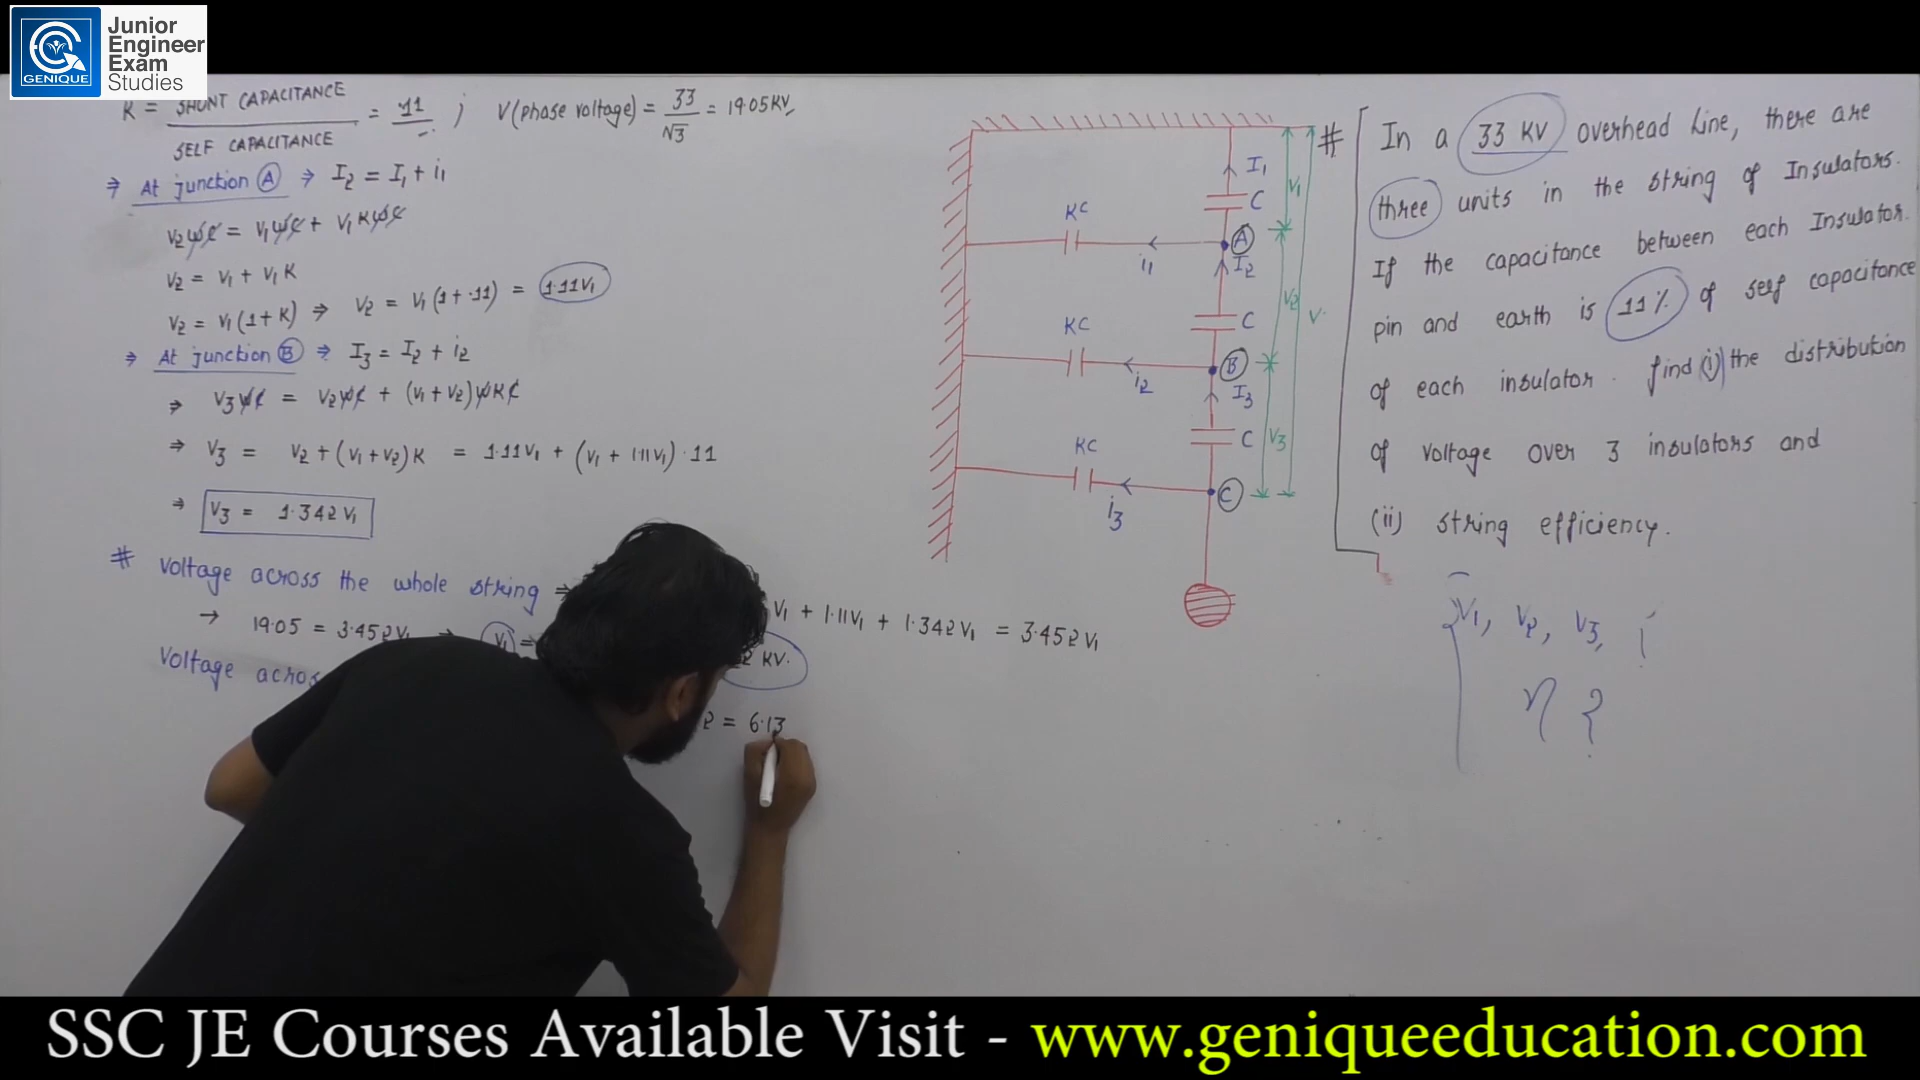 Junior
Engineer
Exam
Studies
GENIQUE
K = SHUNT CAPACITANCE / SELF CAPACITANCE = .11 ; V (phase voltage) = 33/√3 = 19.05 KV
⇒ At junction A ⇒ I2 = I1 + i1
V2ωC = V1ωC + V1KωC
V2 = V1 + V1K
V2 = V1(1+K) ⇒ V2 = V1(1+.11) = 1.11V1
⇒ At junction B ⇒ I3 = I2 + i2
⇒ V3ωC = V2ωC + (V1+V2)ωKC
⇒ V3 = V2 + (V1+V2)K = 1.11V1 + (V1 + 1.11V1) .11
⇒ V3 = 1.342 V1
# Voltage across the whole string ⇒
V1 + 1.11V1 + 1.342V1 = 3.452V1
→ 19.05 = 3.452V1
V1 =
2 KV.
Voltage across
2 = 6.13
I1
C
V1
KC
A
i1
I2
KC
C
V2
V
B
i2
I3
KC
C
V3
C
i3
# In a 33 KV overhead Line, there are
three units in the string of Insulators.
If the capacitance between each Insulator
pin and earth is 11% of self capacitance
of each insulator. find (i) the distribution
of voltage over 3 insulators and
(ii) string efficiency.
V1, V2, V3,
η ?
SSC JE Courses Available Visit - www.geniqueeducation.com